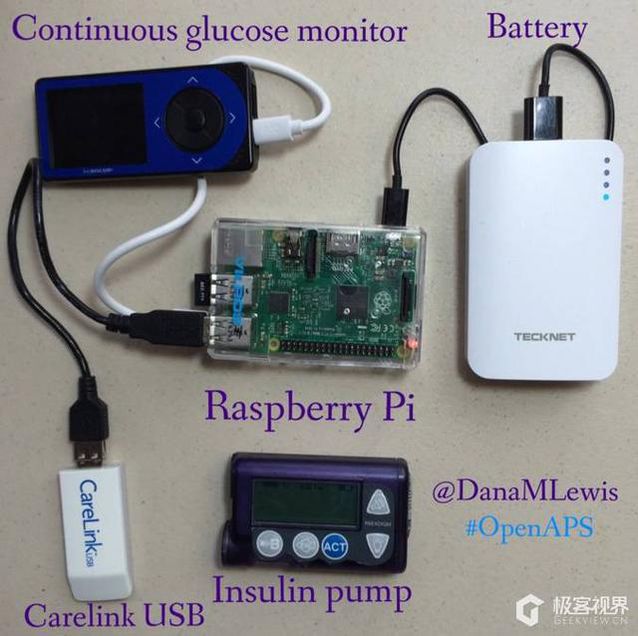 Continuous glucose monitor
Battery
TECKNET
Raspberry Pi
@DanaMLewis
#OpenAPS
CareLink USB
PARADIGM
B
ACT
Insulin pump
Carelink USB
极客视界
GEEKVIEW.CN